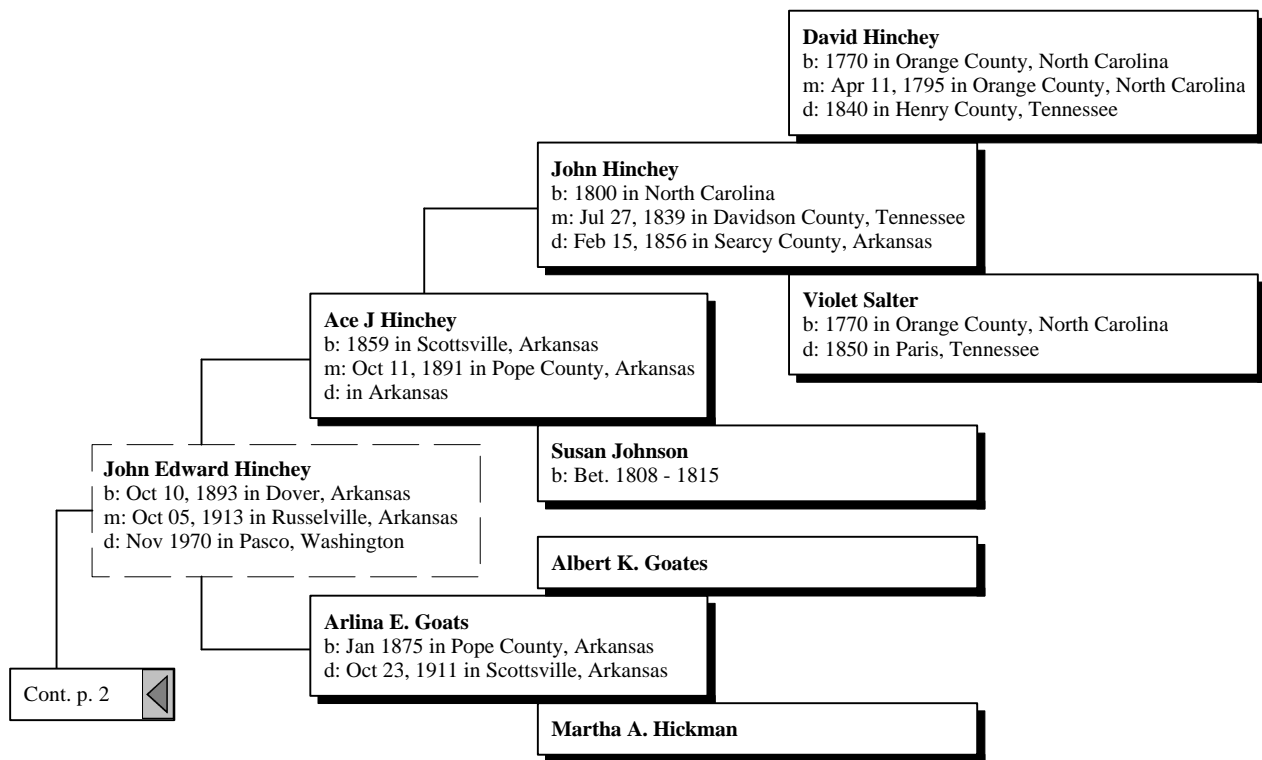 David Hinchey
b: 1770 in Orange County, North Carolina
m: Apr 11, 1795 in Orange County, North Carolina
d: 1840 in Henry County, Tennessee
John Hinchey
b: 1800 in North Carolina
m: Jul 27, 1839 in Davidson County, Tennessee
d: Feb 15, 1856 in Searcy County, Arkansas
Violet Salter
b: 1770 in Orange County, North Carolina
d: 1850 in Paris, Tennessee
Ace J Hinchey
b: 1859 in Scottsville, Arkansas
m: Oct 11, 1891 in Pope County, Arkansas
d: in Arkansas
Susan Johnson
b: Bet. 1808 - 1815
John Edward Hinchey
b: Oct 10, 1893 in Dover, Arkansas
m: Oct 05, 1913 in Russelville, Arkansas
d: Nov 1970 in Pasco, Washington
Albert K. Goates
Arlina E. Goats
b: Jan 1875 in Pope County, Arkansas
d: Oct 23, 1911 in Scottsville, Arkansas
Cont. p. 2
Martha A. Hickman